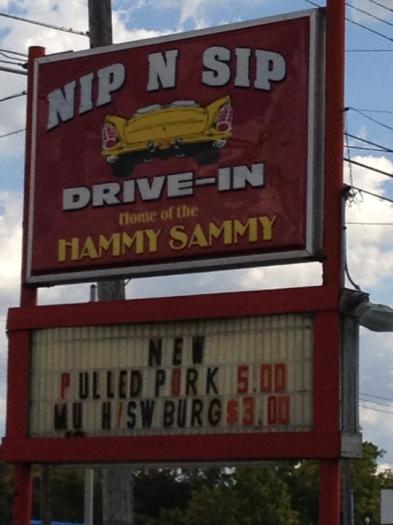 NIP N SIP
DRIVE-IN
Home of the
HAMMY SAMMY
NEW
PULLED PORK 5.00
MU H/SW BURG$3.00